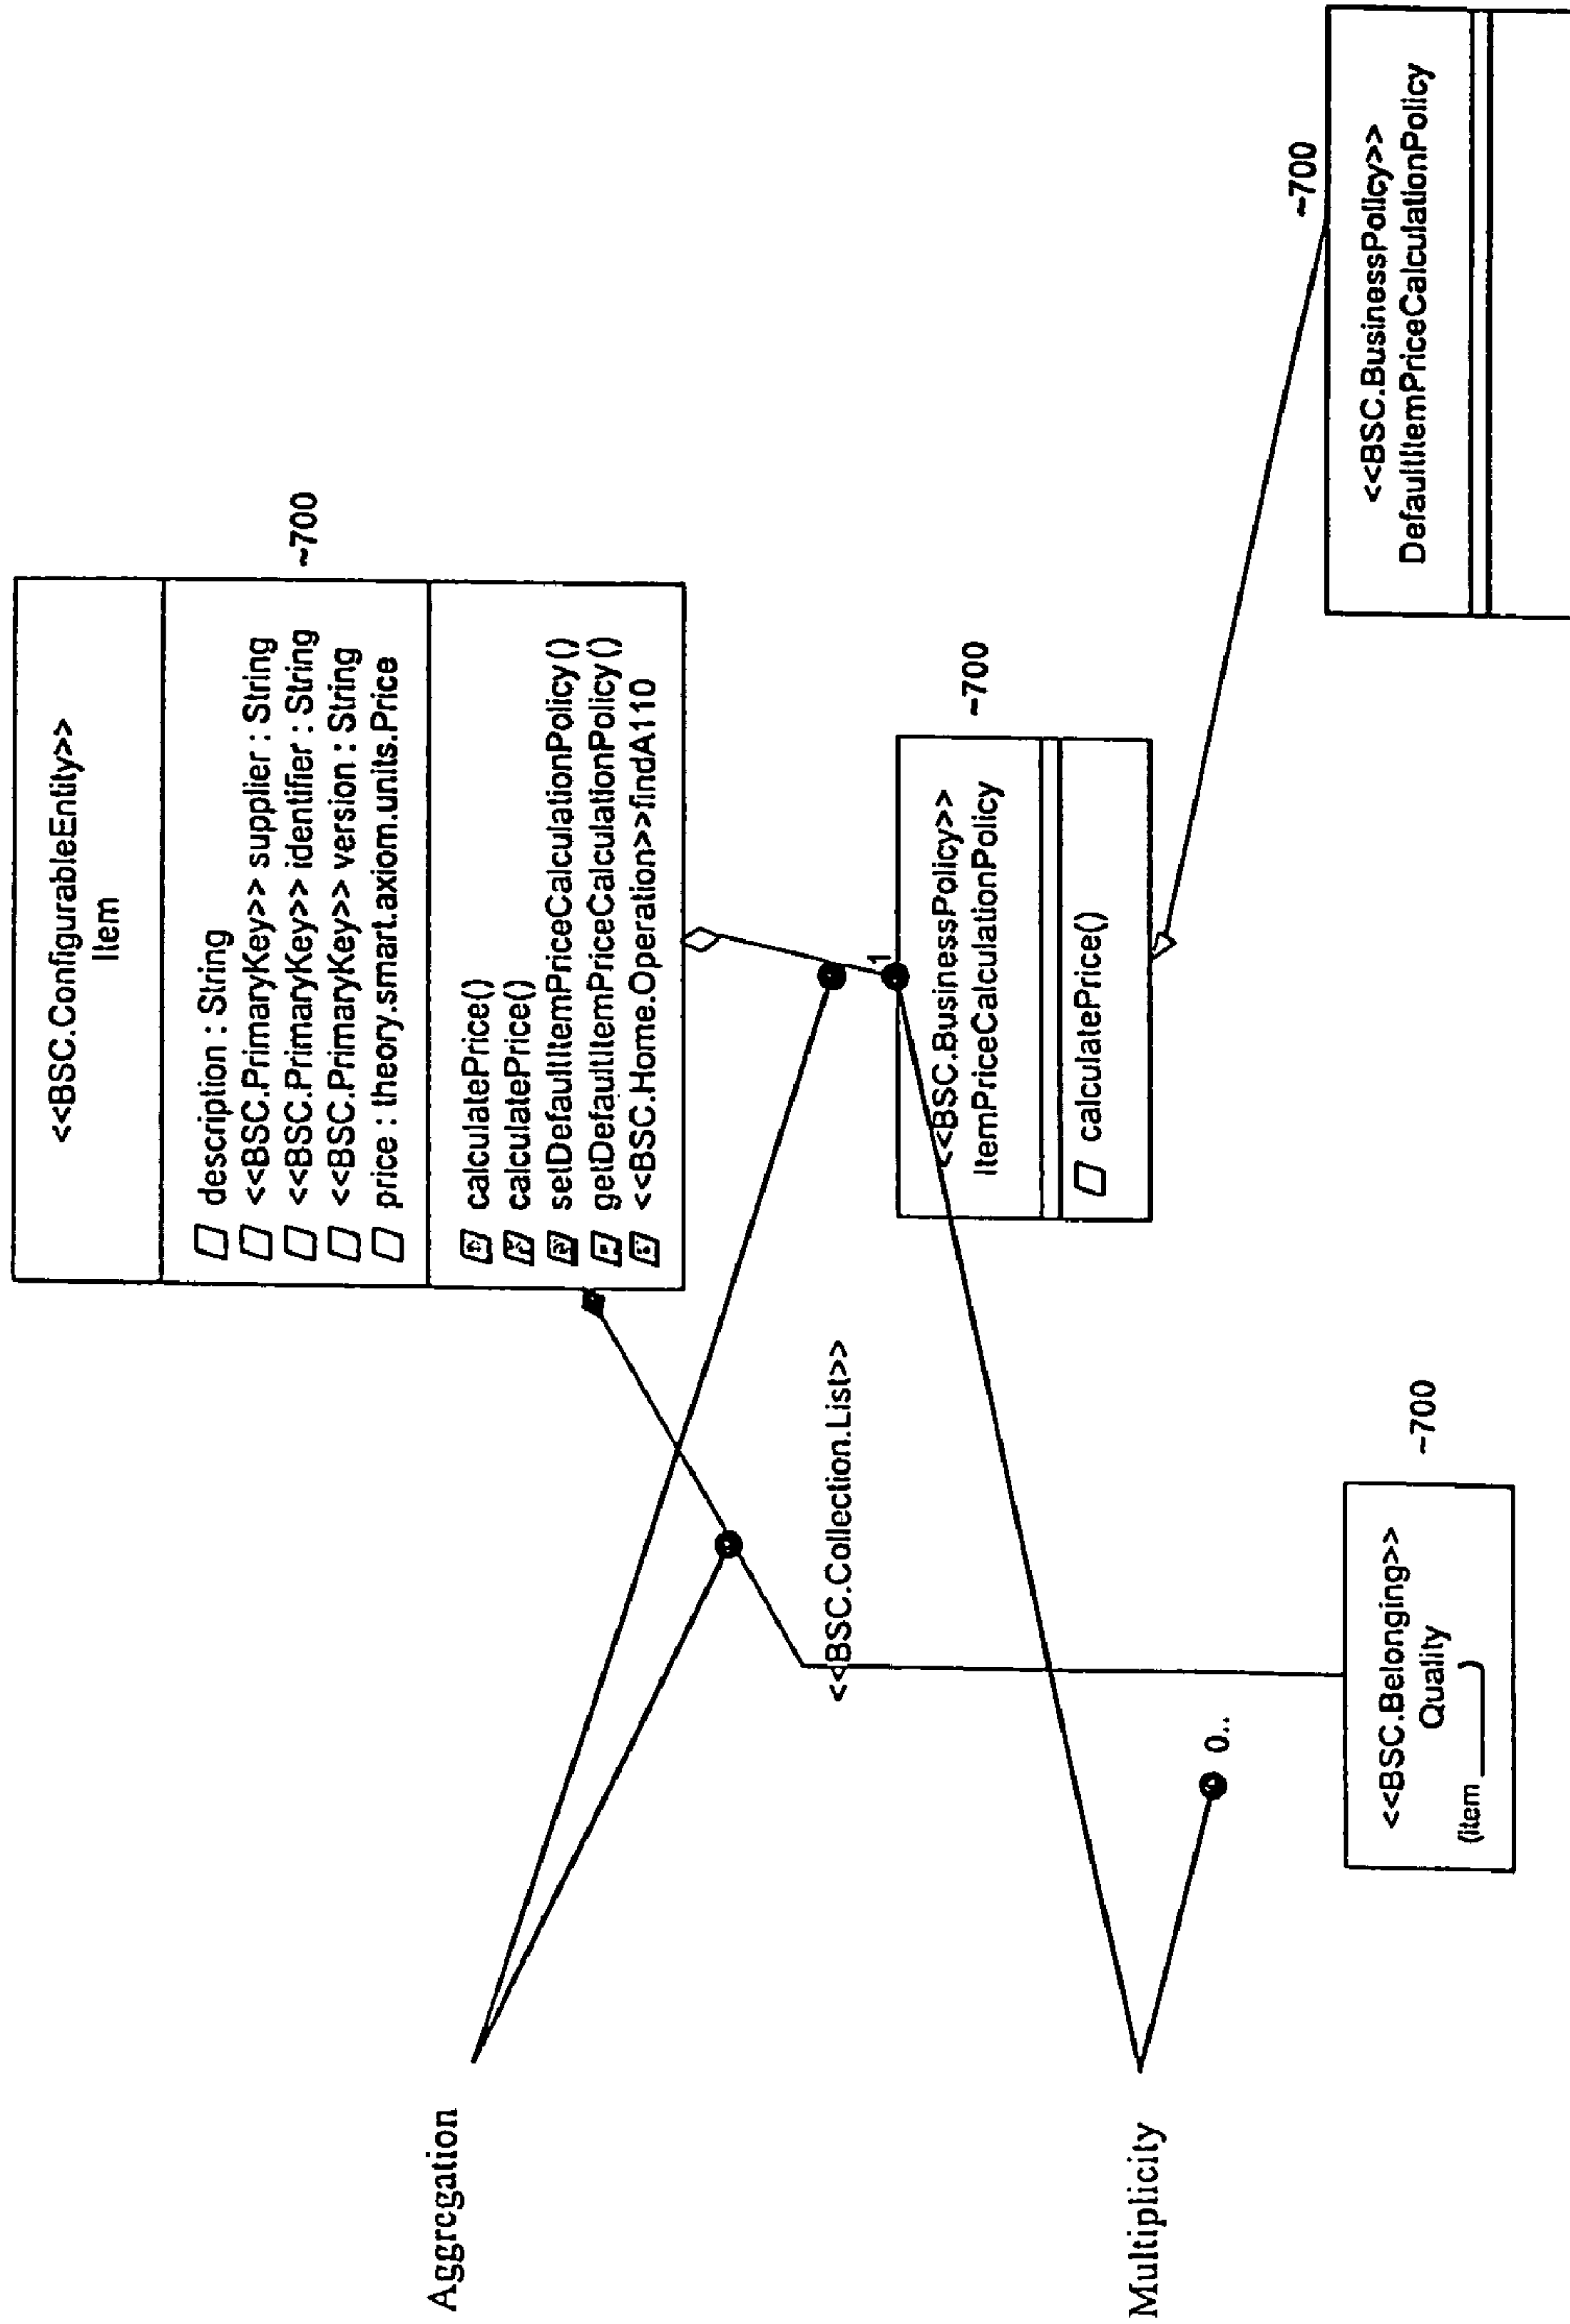 <<BSC.ConfigurableEntity>>
Item
description : String
<<BSC.PrimaryKey>> supplier : String
<<BSC.PrimaryKey>> identifier : String
<<BSC.PrimaryKey>> version : String
price : theory.smart.axiom.units.Price
~700
calculatePrice()
calculatePrice()
setDefaultItemPriceCalculationPolicy()
getDefaultItemPriceCalculationPolicy()
<<BSC.Home.Operation>>findA110
Aggregation
<<BSC.Collection.List>>
1
<<BSC.BusinessPolicy>>
ItemPriceCalculationPolicy
~700
calculatePrice()
Multiplicity
0..
<<BSC.Belonging>>
Quality
(Item
)
~700
~700
<<BSC.BusinessPolicy>>
DefaultItemPriceCalculationPolicy